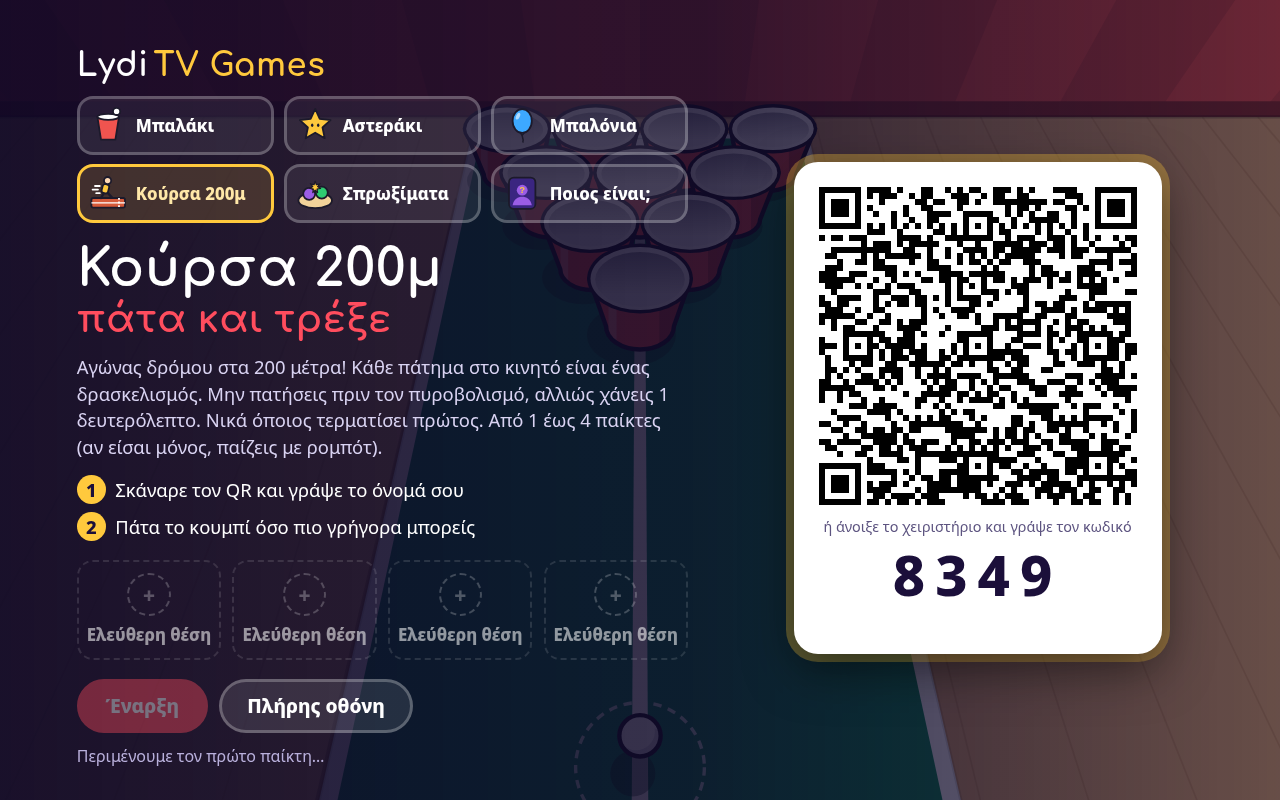 Lydi TV Games
Μπαλάκι
Αστεράκι
Μπαλόνια
Κούρσα 200μ
Σπρωξίματα
Ποιος είναι;
Κούρσα 200μ
πάτα και τρέξε
Αγώνας δρόμου στα 200 μέτρα! Κάθε πάτημα στο κινητό είναι ένας
δρασκελισμός. Μην πατήσεις πριν τον πυροβολισμό, αλλιώς χάνεις 1
δευτερόλεπτο. Νικά όποιος τερματίσει πρώτος. Από 1 έως 4 παίκτες
(αν είσαι μόνος, παίζεις με ρομπότ).
1 Σκάναρε τον QR και γράψε το όνομά σου
2 Πάτα το κουμπί όσο πιο γρήγορα μπορείς
+ + + +
Ελεύθερη θέση Ελεύθερη θέση Ελεύθερη θέση Ελεύθερη θέση
Έναρξη Πλήρης οθόνη
Περιμένουμε τον πρώτο παίκτη...
ή άνοιξε το χειριστήριο και γράψε τον κωδικό
8349